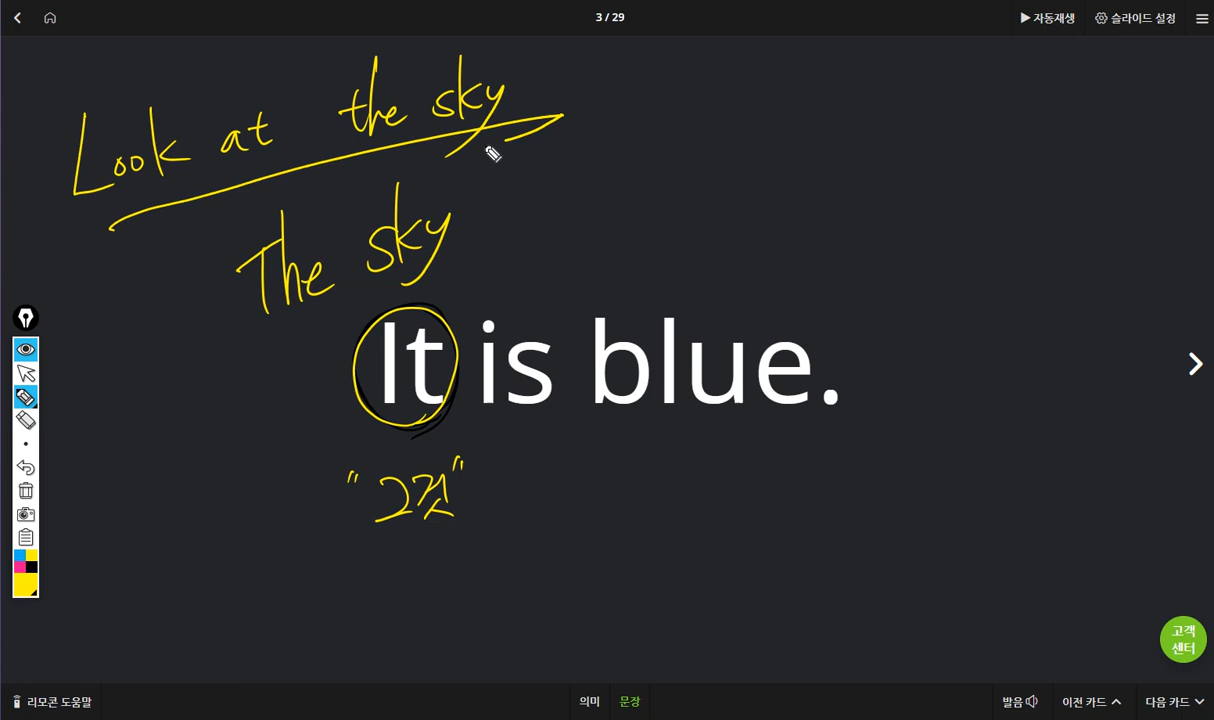 3 / 29
자동재생
슬라이드 설정
Look at the sky
The sky
It is blue.
"그것"
고객
센터
리모콘 도움말
의미
문장
발음
이전 카드
다음 카드